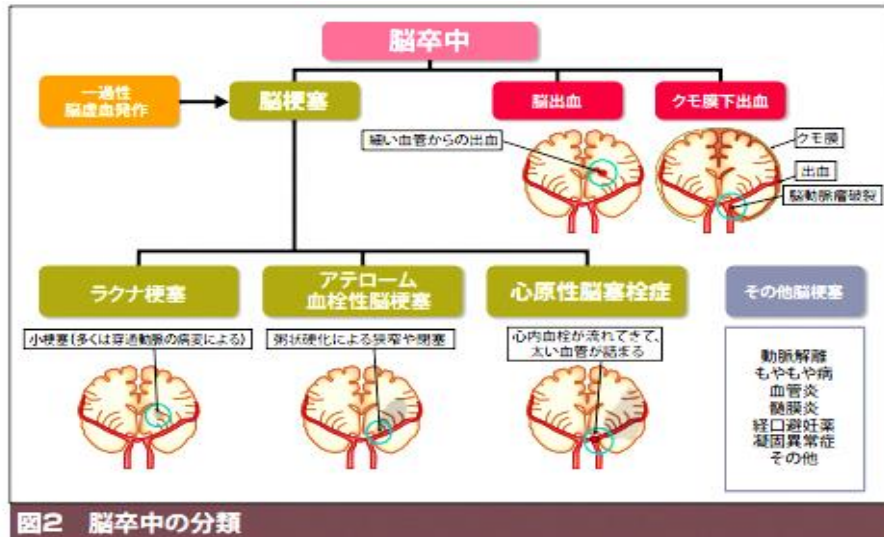 脳卒中
一過性
脳虚血発作
脳梗塞
脳出血
クモ膜下出血
細い血管からの出血
クモ膜
出血
脳動脈瘤破裂
ラクナ梗塞
アテローム
血栓性脳梗塞
心原性脳塞栓症
その他脳梗塞
小梗塞(多くは穿通動脈の病変による)
粥状硬化による狭窄や閉塞
心内血栓が流れてきて、
太い血管が詰まる
動脈解離
もやもや病
血管炎
髄膜炎
経口避妊薬
凝固異常症
その他
図2 脳卒中の分類